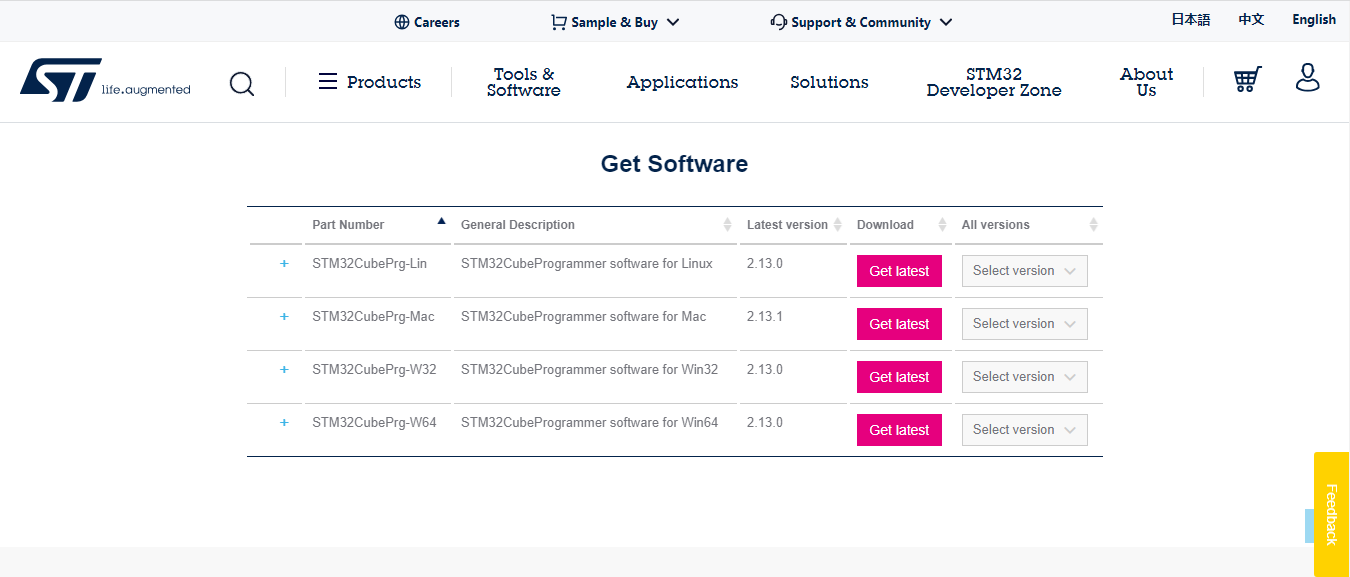 Careers
Sample & Buy
Support & Community
日本語
中文
English
ST life.augmented
Products
Tools &
Software
Applications
Solutions
STM32
Developer Zone
About
Us
Get Software
Part Number General Description Latest version Download All versions
+ STM32CubePrg-Lin STM32CubeProgrammer software for Linux 2.13.0 Get latest Select version
+ STM32CubePrg-Mac STM32CubeProgrammer software for Mac 2.13.1 Get latest Select version
+ STM32CubePrg-W32 STM32CubeProgrammer software for Win32 2.13.0 Get latest Select version
+ STM32CubePrg-W64 STM32CubeProgrammer software for Win64 2.13.0 Get latest Select version
Feedback